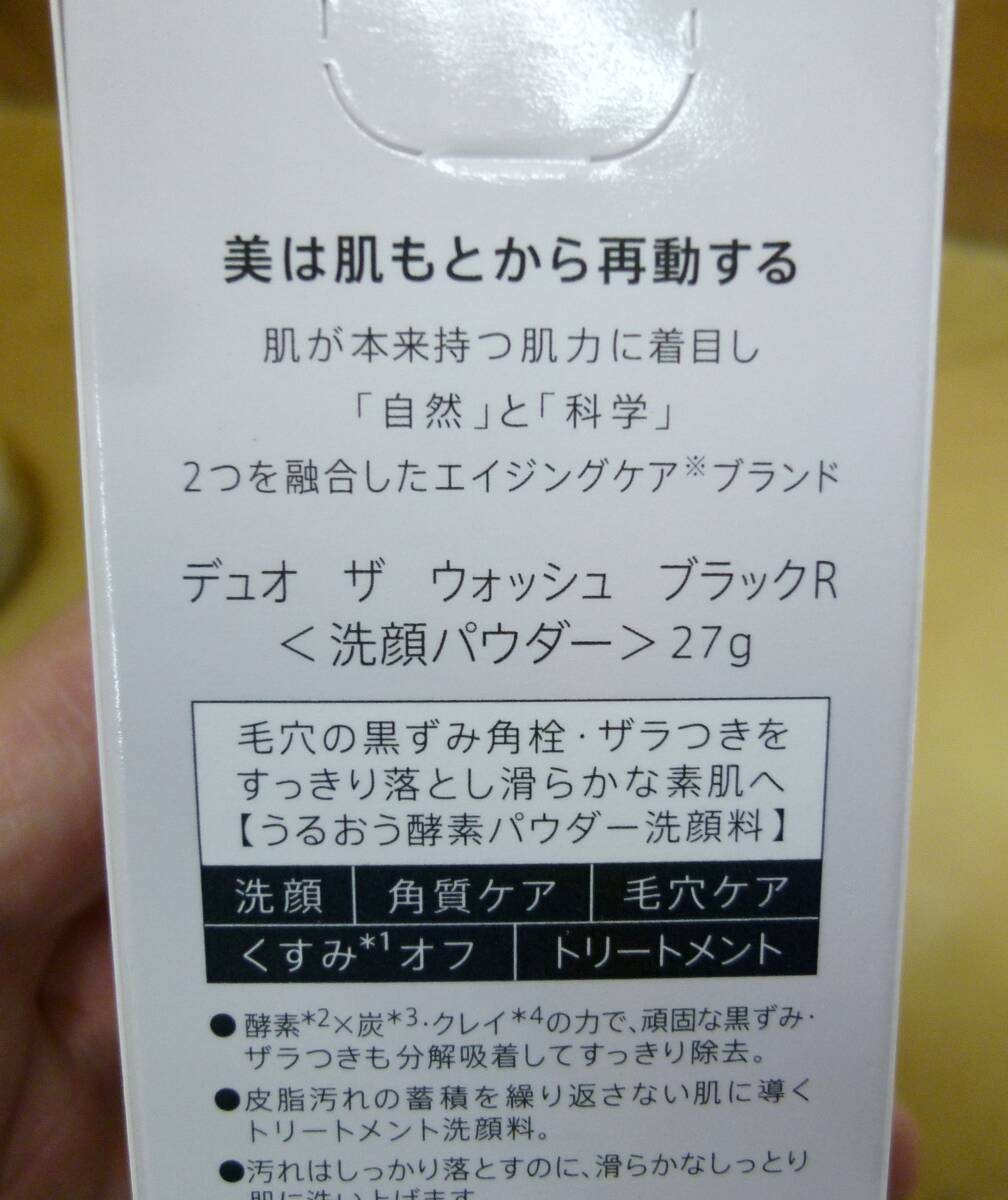 美は肌もとから再動する
肌が本来持つ肌力に着目し
「自然」と「科学」
2つを融合したエイジングケア※ブランド
デュオ ザ ウォッシュ ブラックR
＜洗顔パウダー＞27g
毛穴の黒ずみ角栓・ザラつきを
すっきり落とし滑らかな素肌へ
【うるおう酵素パウダー洗顔料】
洗顔 角質ケア 毛穴ケア
くすみ*1オフ トリートメント
●酵素*2×炭*3・クレイ*4の力で、頑固な黒ずみ・
ザラつきも分解吸着してすっきり除去。
●皮脂汚れの蓄積を繰り返さない肌に導く
トリートメント洗顔料。
●汚れはしっかり落とすのに、滑らかなしっとり
肌に洗い上げます